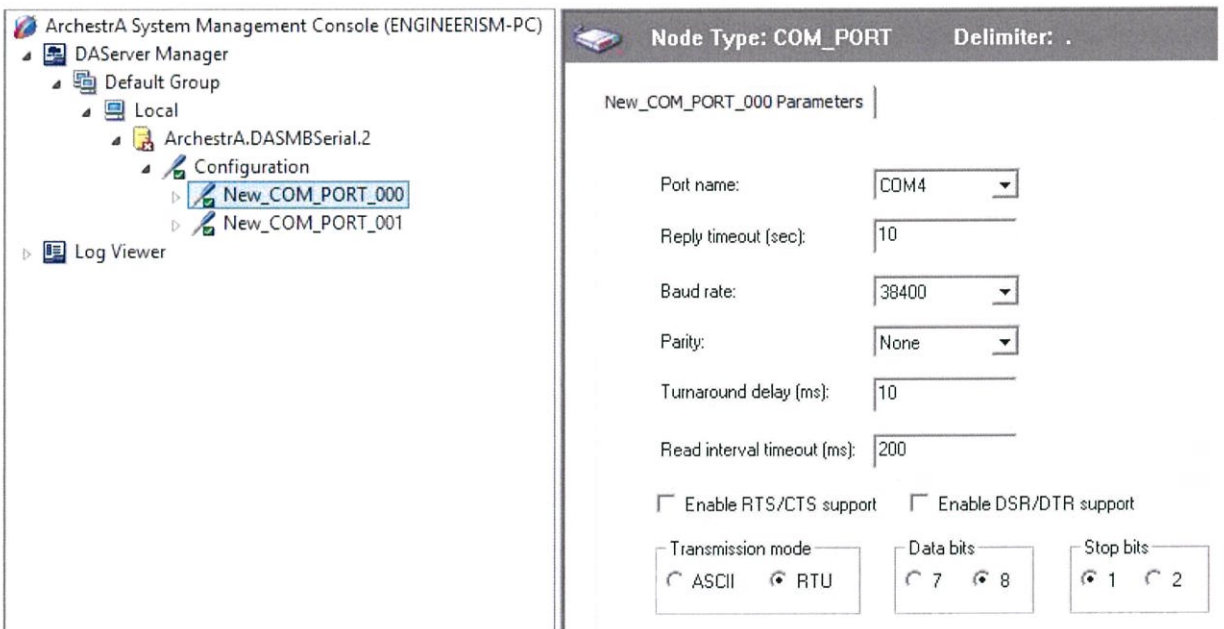 ArchestrA System Management Console (ENGINEERISM-PC)
DAServer Manager
Default Group
Local
ArchestrA.DASMBSerial.2
Configuration
New_COM_PORT_000
New_COM_PORT_001
Log Viewer
Node Type: COM_PORT Delimiter: .
New_COM_PORT_000 Parameters
Port name: COM4
Reply timeout (sec): 10
Baud rate: 38400
Parity: None
Turnaround delay (ms): 10
Read interval timeout (ms): 200
Enable RTS/CTS support Enable DSR/DTR support
Transmission mode Data bits Stop bits
ASCII RTU 7 8 1 2